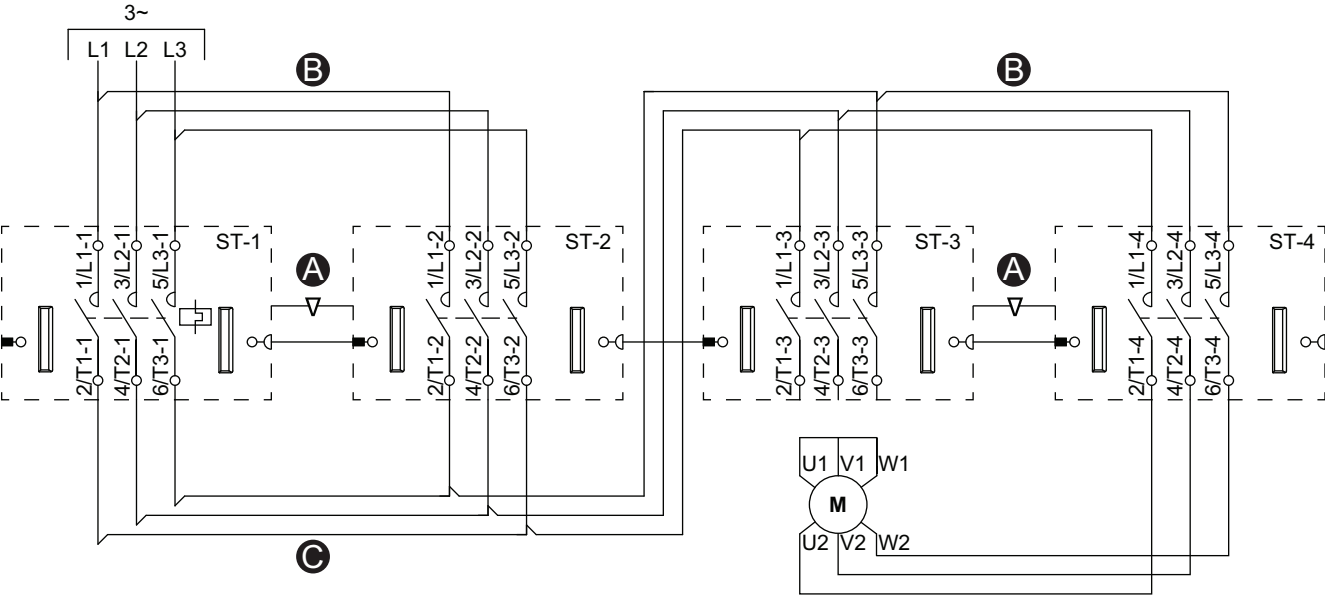 3~
L1 L2 L3
B B
ST-1 ST-2 ST-3 ST-4
1/L1-1 3/L2-1 5/L3-1 1/L1-2 3/L2-2 5/L3-2 1/L1-3 3/L2-3 5/L3-3 1/L1-4 3/L2-4 5/L3-4
A A
2/T1-1 4/T2-1 6/T3-1 2/T1-2 4/T2-2 6/T3-2 2/T1-3 4/T2-3 6/T3-3 2/T1-4 4/T2-4 6/T3-4
U1 V1 W1
M
U2 V2 W2
C